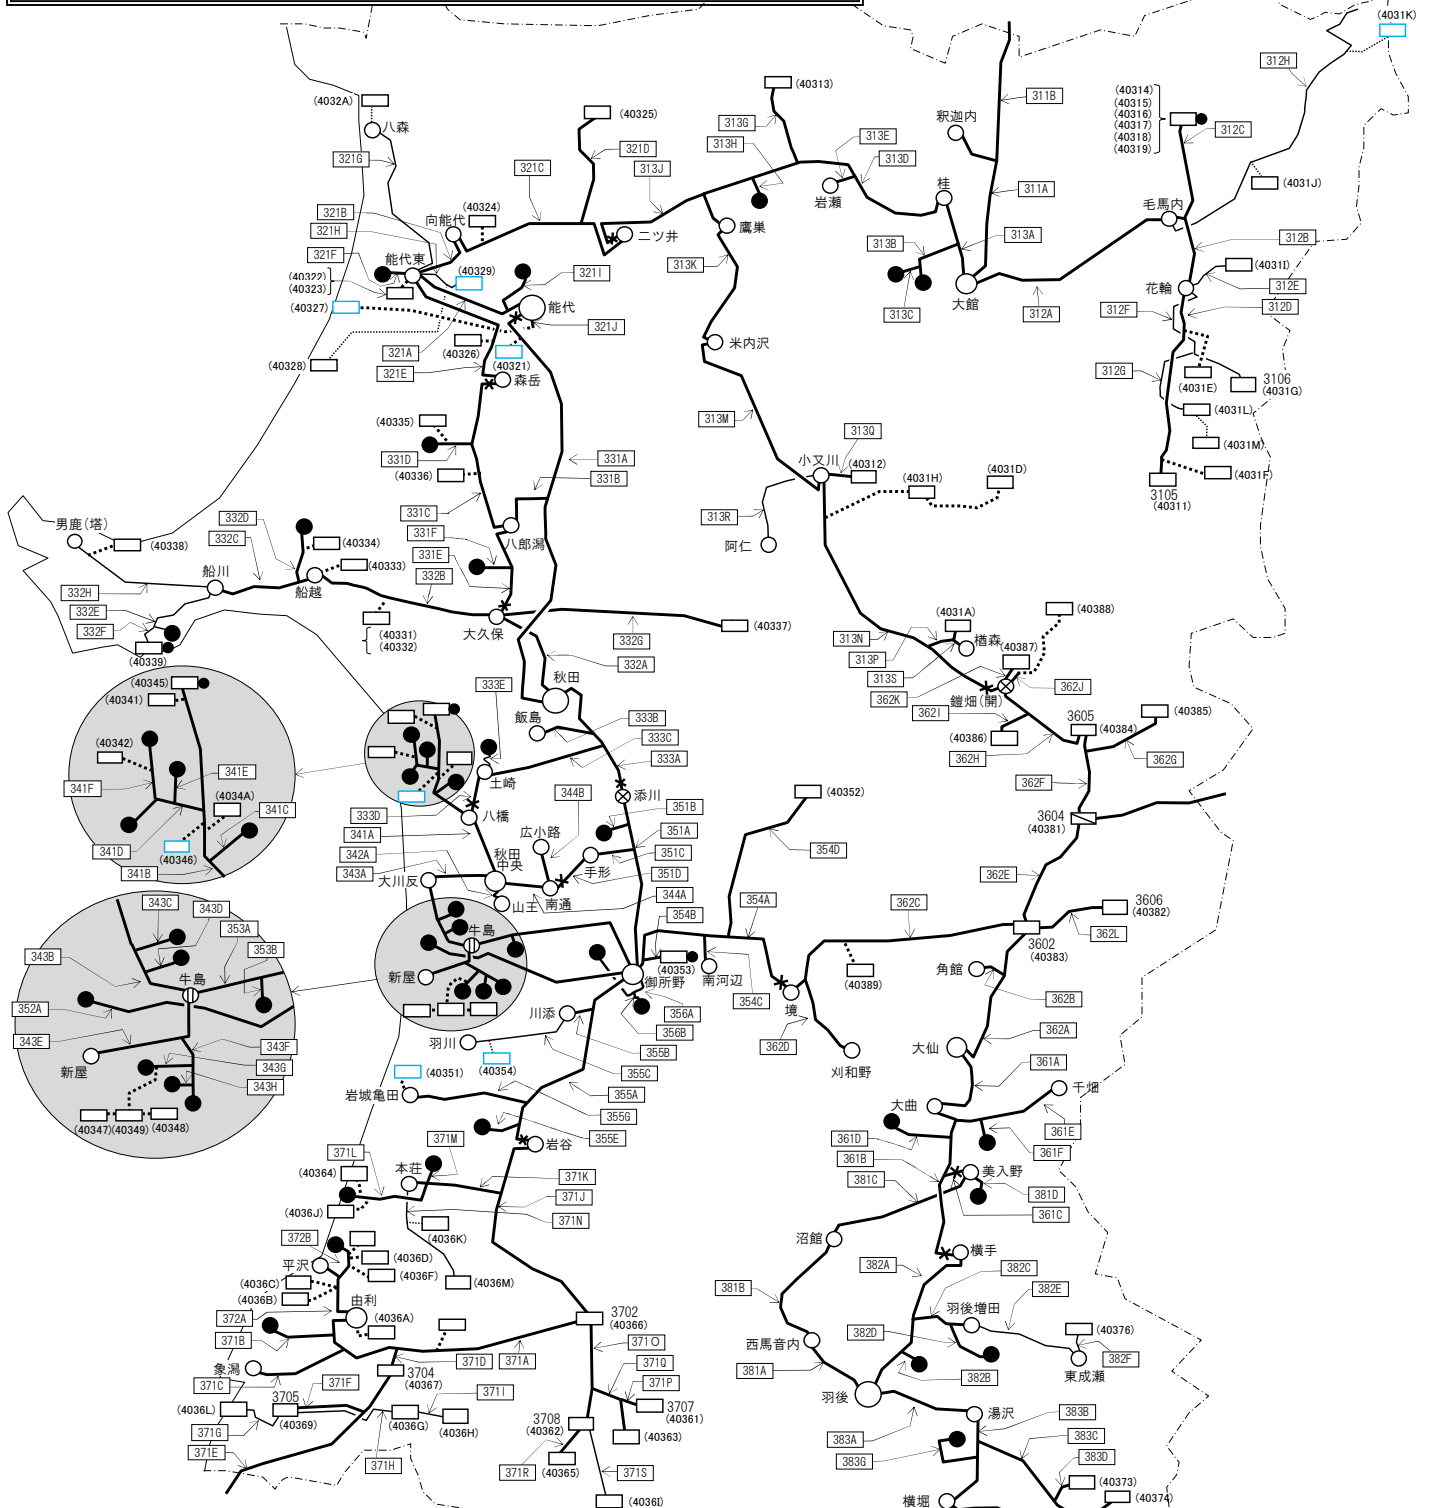 (4031K)
312H
(40313)
(40314)
(40315)
(40316)
(40317)
(40318)
(40319)
311B
(4032A)
八森
(40325)
313G
313H
釈迦内
312C
321G
321C
321D
313J
313E
313D
岩瀬
桂
311A
(4031J)
毛馬内
321B
321H
321F
向能代
(40324)
二ツ井
鷹巣
313B
313A
312B
能代東
(40322)
(40323)
(40327)
(40329)
321I
能代
313K
313C
大館
312A
(4031I)
312E
花輪
312D
312F
321J
(40328)
321A
321E
(40326)
(40321)
森岳
米内沢
312G
(4031E)
3106
(4031G)
(40335)
331D
(40336)
331A
331B
313M
313Q
小又川
(40312)
(4031L)
(4031M)
(4031H)
(4031D)
(4031F)
3105
(40311)
男鹿(塔)
(40338)
332D
332C
(40334)
(40333)
331C
331F
331E
332B
八郎潟
313R
阿仁
船川
船越
332H
332E
332F
(40339)
(40331)
(40332)
大久保
332G
(40337)
332A
(4031A)
楢森
(40388)
(40387)
313N
313P
313S
362K
鎧畑(開)
362J
(40345)
(40341)
(40342)
341F
341E
(4034A)
341C
341D
(40346)
341B
333E
秋田
飯島
333B
333C
333A
362I
(40386)
362H
3605
(40384)
(40385)
362G
362F
土崎
添川
333D
八橋
344B
351B
351A
(40352)
3604
(40381)
341A
342A
343A
広小路
秋田
中央
手形
351C
351D
354D
362E
大川反
山王
南通
344A
354B
354A
362C
3606
(40382)
362L
3602
(40383)
343C
343D
353A
353B
343B
牛島
352A
343E
新屋
343F
343G
343H
(40347)(40349)
(40348)
牛島
新屋
御所野
(40353)
南河辺
354C
境
(40389)
角館
362B
362A
川添
羽川
(40354)
356A
356B
355B
355C
362D
刈和野
大仙
361A
(40351)
岩城亀田
355A
355G
355E
岩谷
大曲
千畑
361D
361E
361F
361B
381C
美入野
381D
361C
371L
371M
(40364)
本荘
371K
371J
371N
(4036J)
(4036K)
(4036M)
沼館
横手
372B
平沢
(4036D)
(4036F)
(4036C)
(4036B)
由利
(4036A)
372A
371B
象潟
371C
3702
(40366)
371O
371Q
371P
371A
371D
3704
(40367)
371I
381B
382A
382C
382E
羽後増田
382D
(40376)
382F
東成瀬
西馬音内
381A
382B
羽後
371F
3705
(4036L)
(40369)
371G
371E
(4036G)
(4036H)
371H
3708
(40362)
3707
(40361)
(40363)
(40365)
371R
371S
(4036I)
383A
湯沢
383B
383C
383D
383G
(40373)
(40374)
横堀